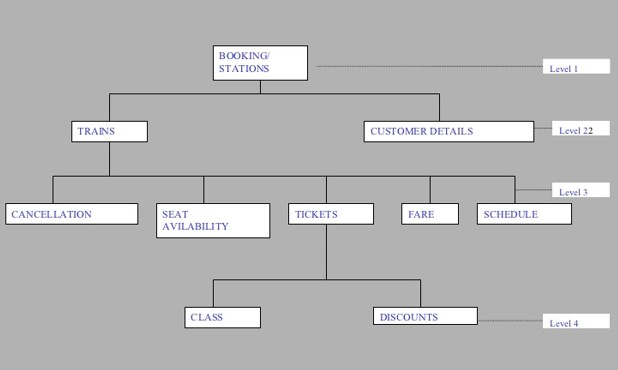 BOOKING/
STATIONS
Level 1
TRAINS
CUSTOMER DETAILS
Level 22
Level 3
CANCELLATION
SEAT
AVILABILITY
TICKETS
FARE
SCHEDULE
CLASS
DISCOUNTS
Level 4